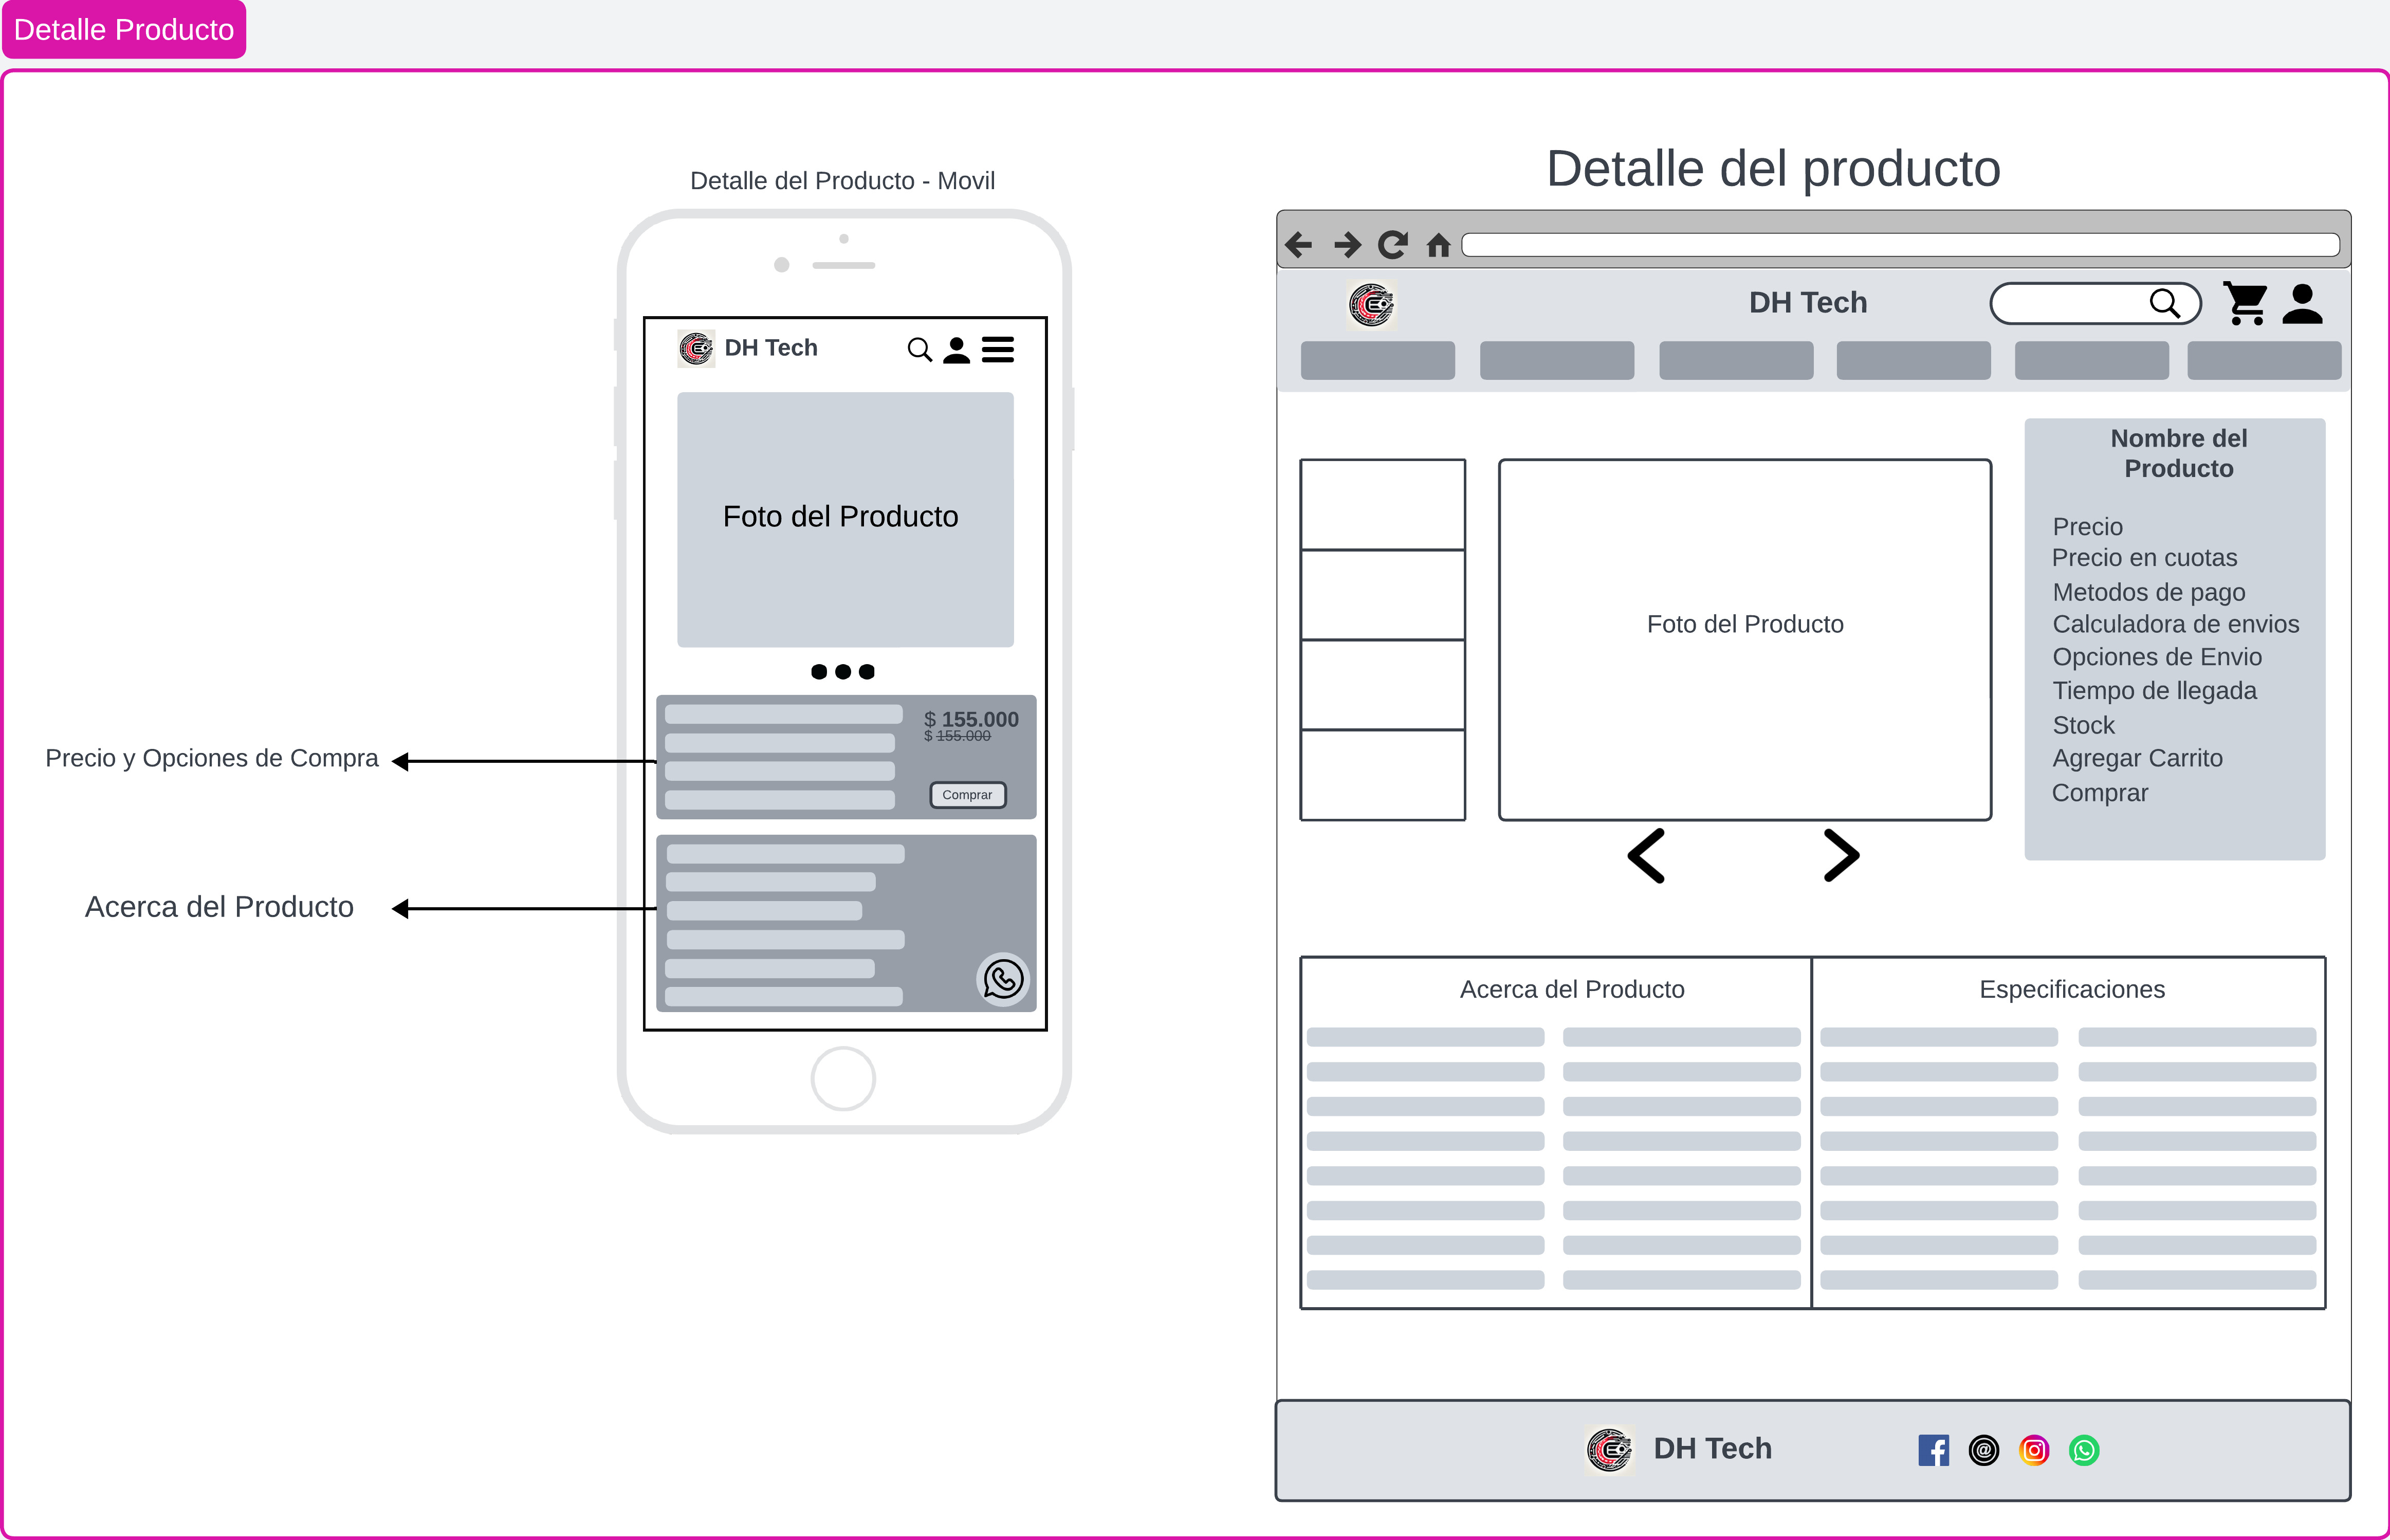 Detalle Producto
Detalle del Producto - Movil
DH Tech
Foto del Producto
$ 155.000
$ 155.000
Comprar
Precio y Opciones de Compra
Acerca del Producto
Detalle del producto
DH Tech
Foto del Producto
Nombre del
Producto
Precio
Precio en cuotas
Metodos de pago
Calculadora de envios
Opciones de Envio
Tiempo de llegada
Stock
Agregar Carrito
Comprar
Acerca del Producto
Especificaciones
DH Tech